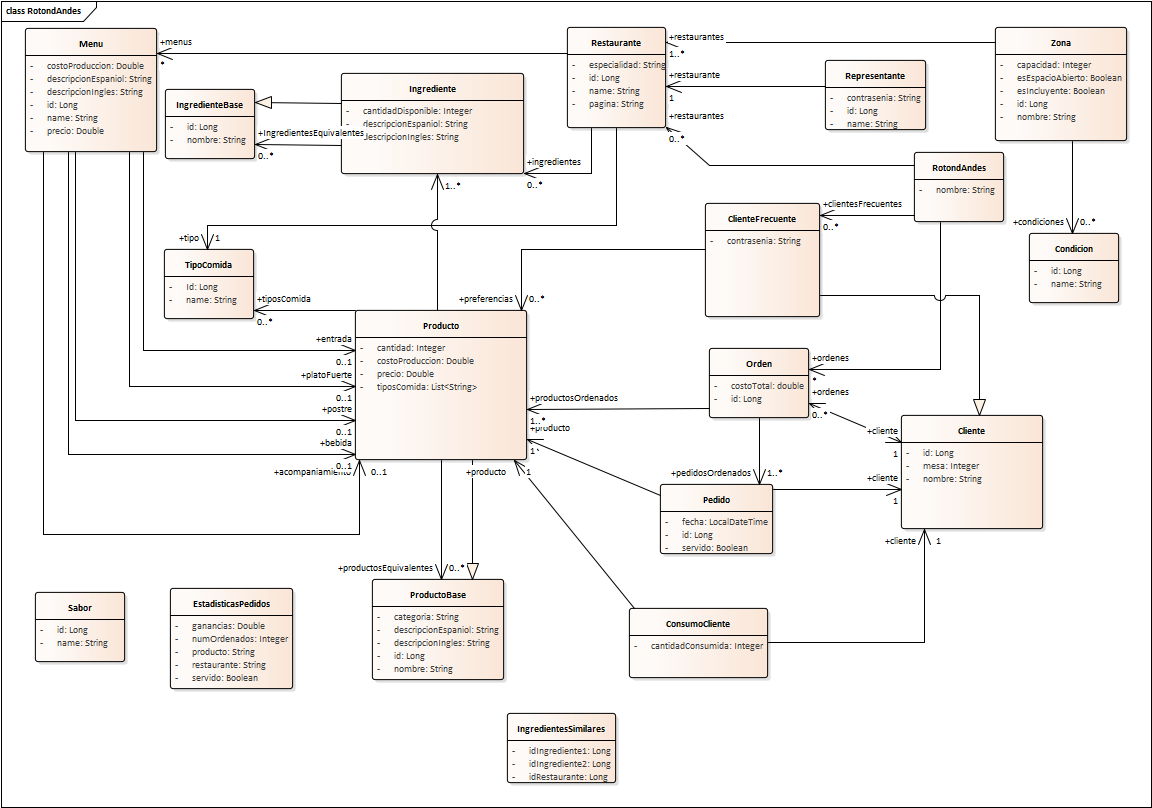 class RotondAndes
Menu
- costoProduccion: Double
- descripcionEspaniol: String
- descripcionIngles: String
- id: Long
- name: String
- precio: Double
+menus
*
IngredienteBase
- id: Long
- nombre: String
+IngredientesEquivalentes
0..*
Ingrediente
- cantidadDisponible: Integer
- descripcionEspaniol: String
descripcionIngles: String
+ingredientes
0..*
1..*
Restaurante
- especialidad: String
- id: Long
- name: String
- pagina: String
+restaurantes
1..*
+restaurante
1
+restaurantes
0..*
Representante
- contrasenia: String
- id: Long
- name: String
Zona
- capacidad: Integer
- esEspacioAbierto: Boolean
- esIncluyente: Boolean
- id: Long
- nombre: String
RotondAndes
- nombre: String
+clientesFrecuentes
0..*
ClienteFrecuente
- contrasenia: String
+condiciones
0..*
Condicion
- id: Long
- name: String
+tipo
1
TipoComida
- Id: Long
- name: String
+tiposComida
0..*
+preferencias
0..*
Producto
- cantidad: Integer
- costoProduccion: Double
- precio: Double
- tiposComida: List<String>
+entrada
0..1
+platoFuerte
0..1
+postre
0..1
+bebida
0..1
+acompaniamiento
0..1
+productosOrdenados
1..*
+producto
1
+producto
1
Orden
- costoTotal: double
- id: Long
+ordenes
*
+ordenes
0..*
+cliente
1
Cliente
- id: Long
- mesa: Integer
- nombre: String
+cliente
1
+cliente
1
+pedidosOrdenados
1..*
Pedido
- fecha: LocalDateTime
- id: Long
- servido: Boolean
+productosEquivalentes
0..*
ProductoBase
- categoria: String
- descripcionEspaniol: String
- descripcionIngles: String
- id: Long
- nombre: String
ConsumoCliente
- cantidadConsumida: Integer
Sabor
- id: Long
- name: String
EstadisticasPedidos
- ganancias: Double
- numOrdenados: Integer
- producto: String
- restaurante: String
- servido: Boolean
IngredientesSimilares
- idIngrediente1: Long
- idIngrediente2: Long
- idRestaurante: Long